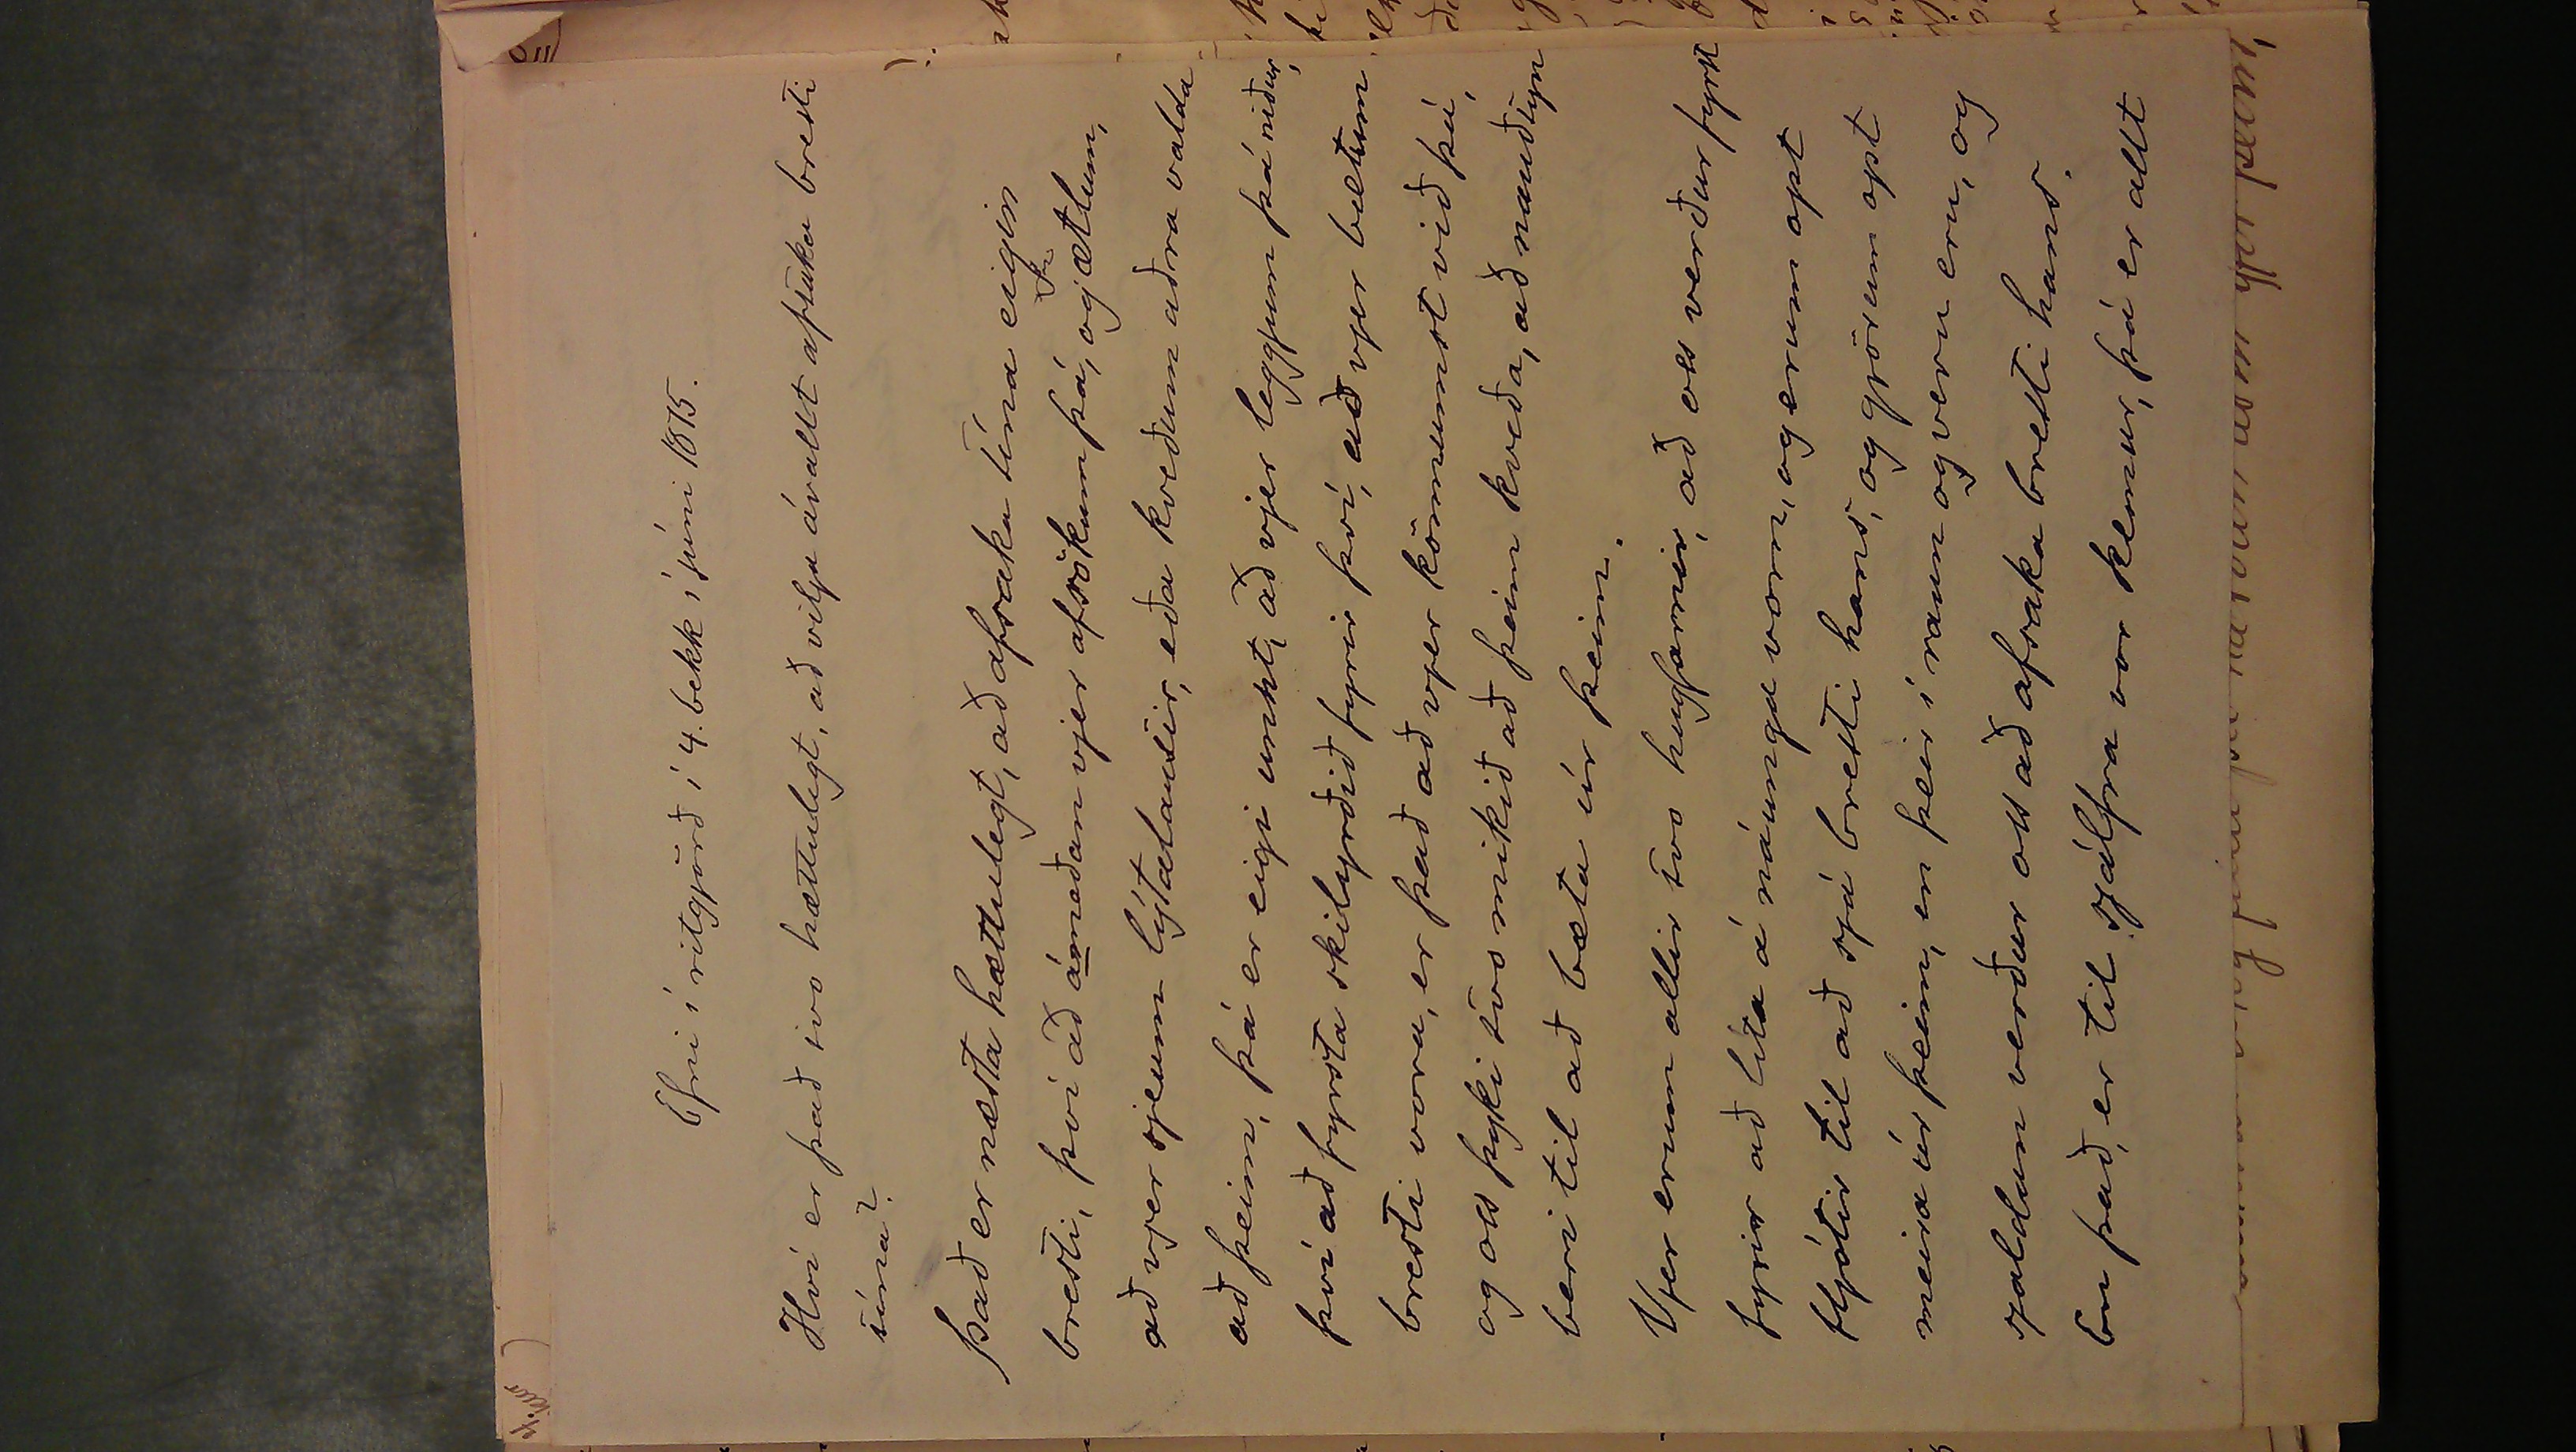 Efni í ritgjörð í 4. bekk í júní 1875.
Hví er það svo hættulegt, að vilja ávallt afsaka bresti
sína?
Það er næsta hættulegt, að afsaka sína eigin
bresti, því að ámeðan vjer afsökum þá, og ætlum,
að vjer sjeum lýtalausir, eða kveðum aðra valda
að þeim, þá er eigi unnt, að vjer leggjum þá niður,
því að fyrsta skilyrðið fyrir því, að vjer bætum
bresti vora, er það að vjer könnumst við þá,
og oss þyki svo mikið að þeim kveða, að nauðsyn
beri til að bæta úr þeim.
Vjer erum allir svo hugfarnir, að oss verður fyrst
fyrir að líta á náunga vorn, og erum opt
fljótir til að sjá bresti hans, og gjörum opt
meira úr þeim, en þeir í raun og veru eru, og
sjaldan verður oss að afsaka bresti hans.
En það, er til sjálfra vor kemur, þá er allt